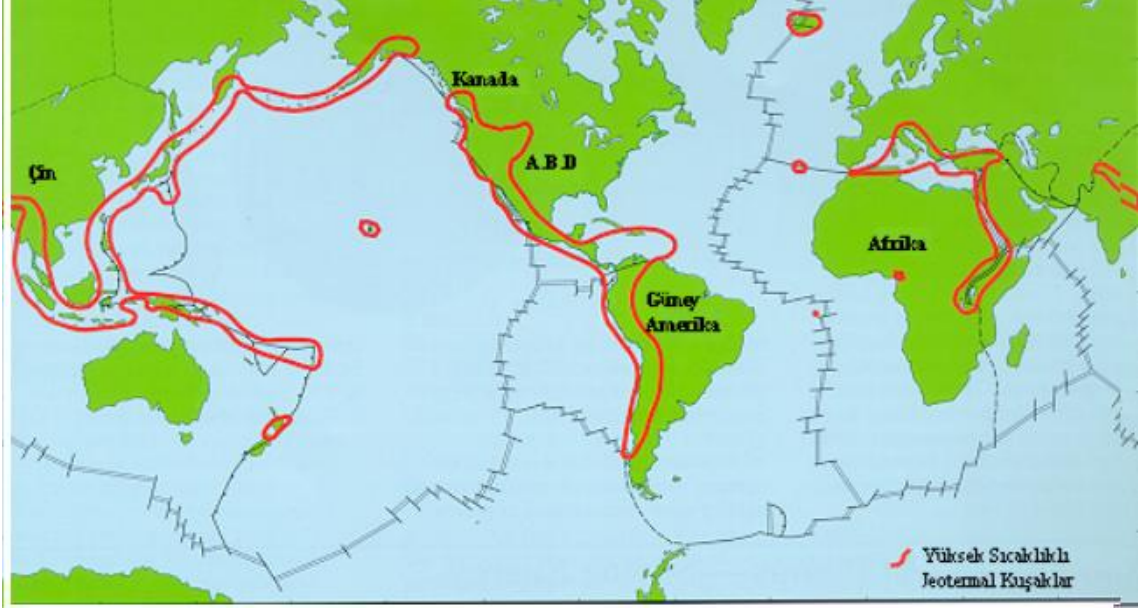 Kanada
Çin
A.B.D
Afrika
Güney
Amerika
Yüksek Sıcaklıklı
Jeotermal Kuşaklar